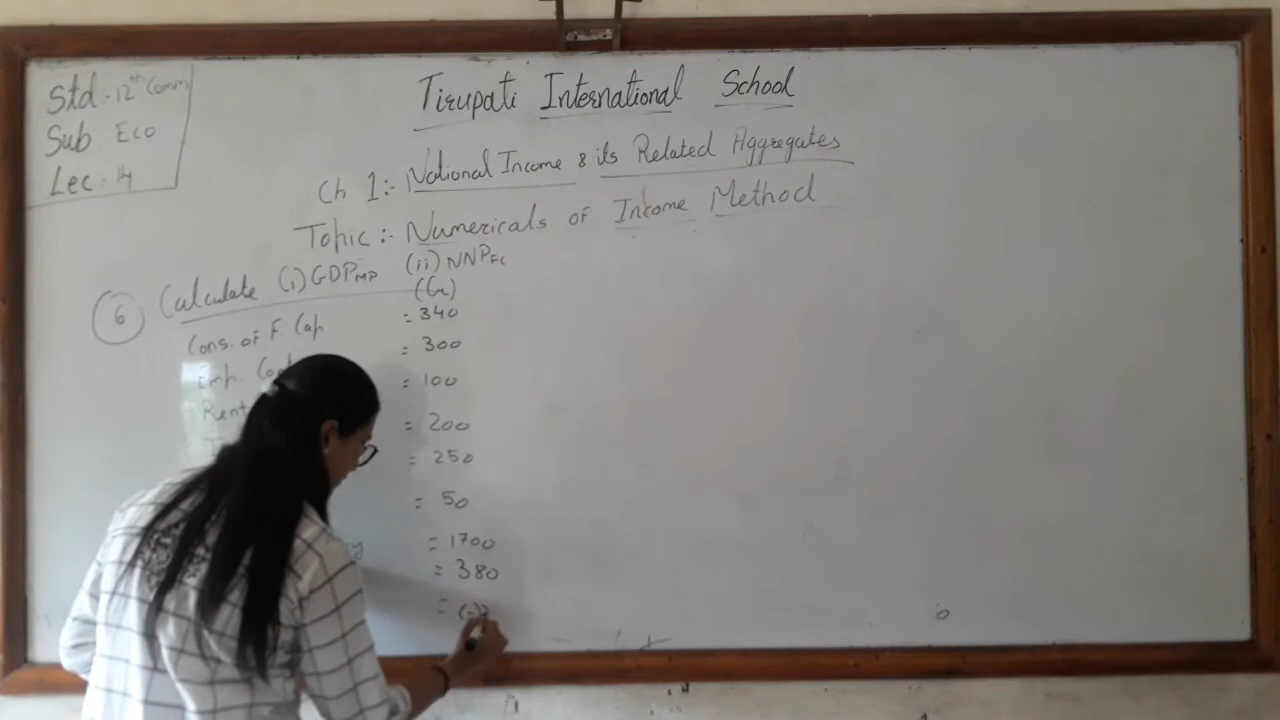 Std.- 12th Comm
Sub Eco
Lec:- 14
Tirupati International School
Ch 1:- National Income & its Related Aggregates
Topic:- Numericals of Income Method
6 Calculate (i) GDPMP (ii) NNPFC
Cons. of F. Cap = 340
Emp. = 300
Rent = 100
= 200
= 250
= 50
= 1700
= 380
= (-)